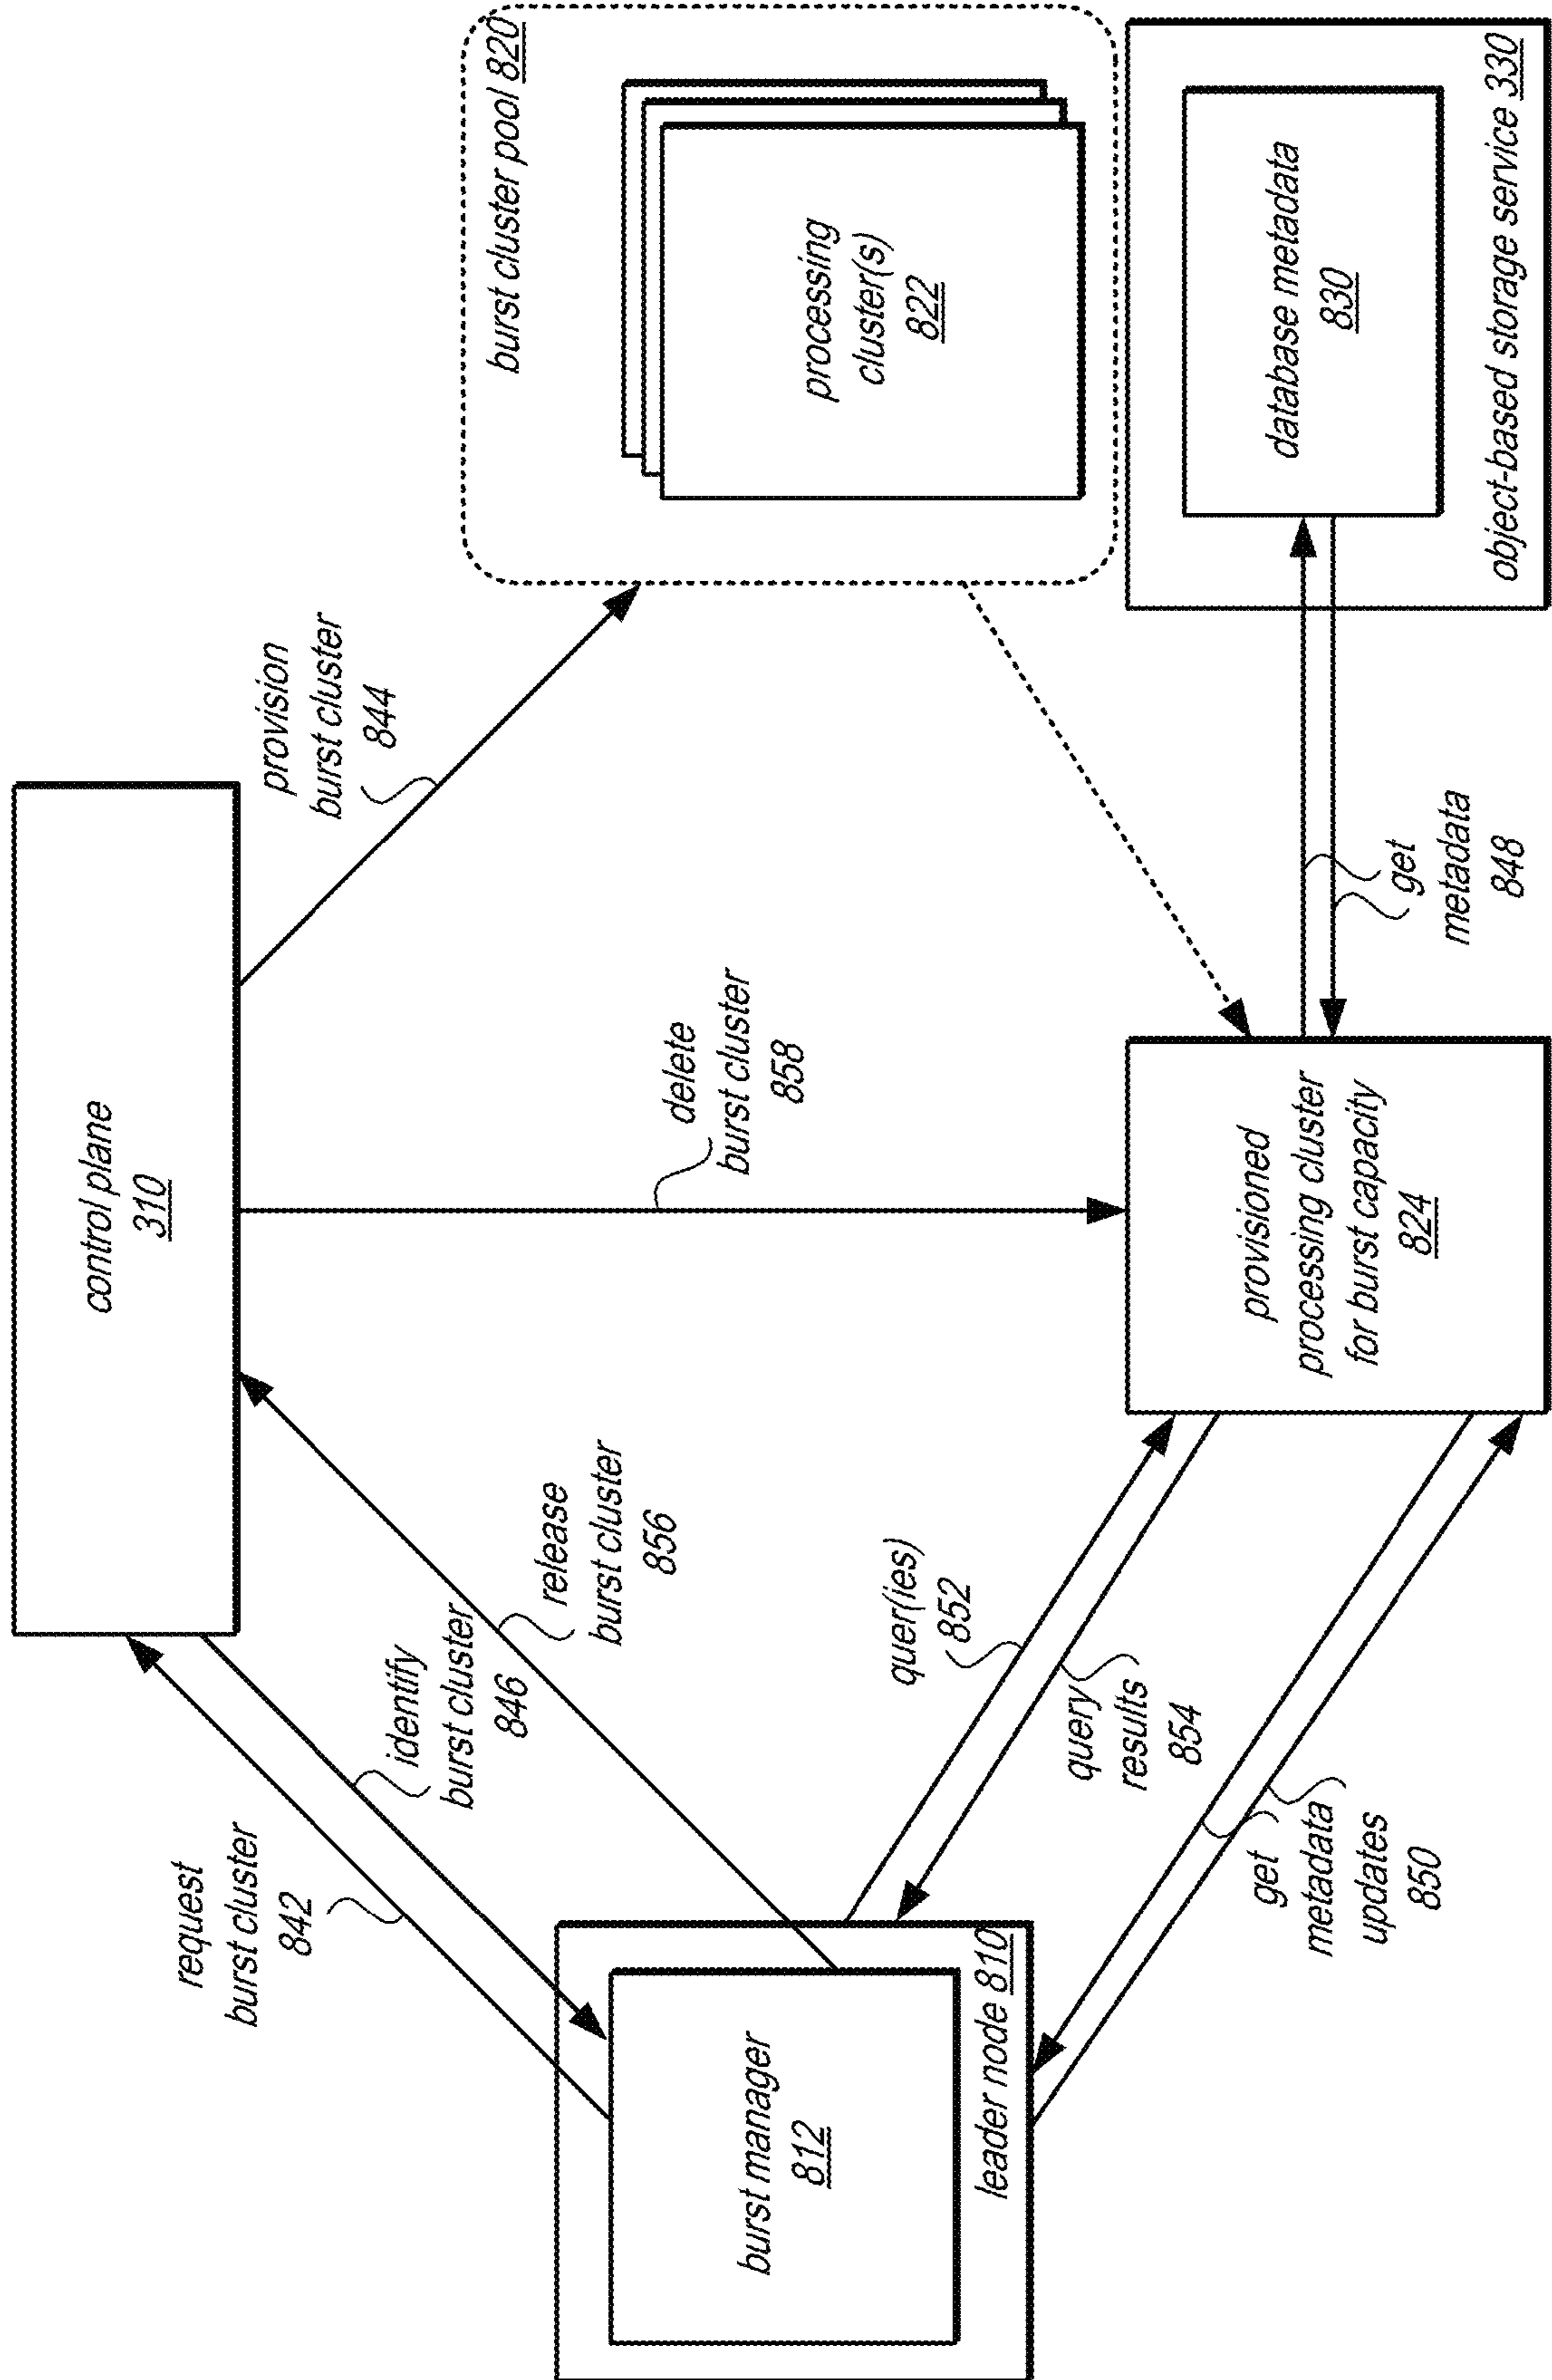 control plane
310
request
burst cluster
842
identify
burst cluster
846
release
burst cluster
856
delete
burst cluster
858
provision
burst cluster
844
burst cluster pool 820
processing
cluster(s)
822
burst manager
812
leader node 810
quer(ies)
852
query
results
854
get
metadata
updates
850
provisioned
processing cluster
for burst capacity
824
get
metadata
848
database metadata
830
object-based storage service 330